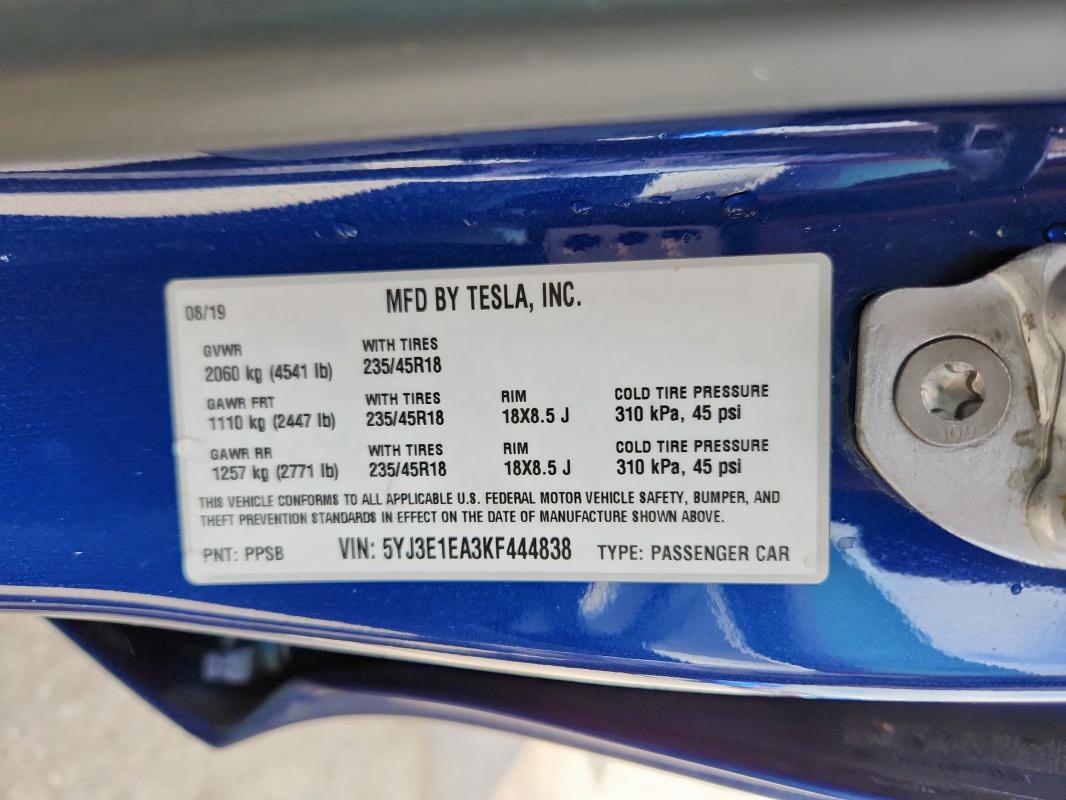 08/19 MFD BY TESLA, INC.
GVWR WITH TIRES
2060 kg (4541 lb) 235/45R18
GAWR FRT WITH TIRES RIM COLD TIRE PRESSURE
1110 kg (2447 lb) 235/45R18 18X8.5 J 310 kPa, 45 psi
GAWR RR WITH TIRES RIM COLD TIRE PRESSURE
1257 kg (2771 lb) 235/45R18 18X8.5 J 310 kPa, 45 psi
THIS VEHICLE CONFORMS TO ALL APPLICABLE U.S. FEDERAL MOTOR VEHICLE SAFETY, BUMPER, AND
THEFT PREVENTION STANDARDS IN EFFECT ON THE DATE OF MANUFACTURE SHOWN ABOVE.
PNT: PPSB VIN: 5YJ3E1EA3KF444838 TYPE: PASSENGER CAR